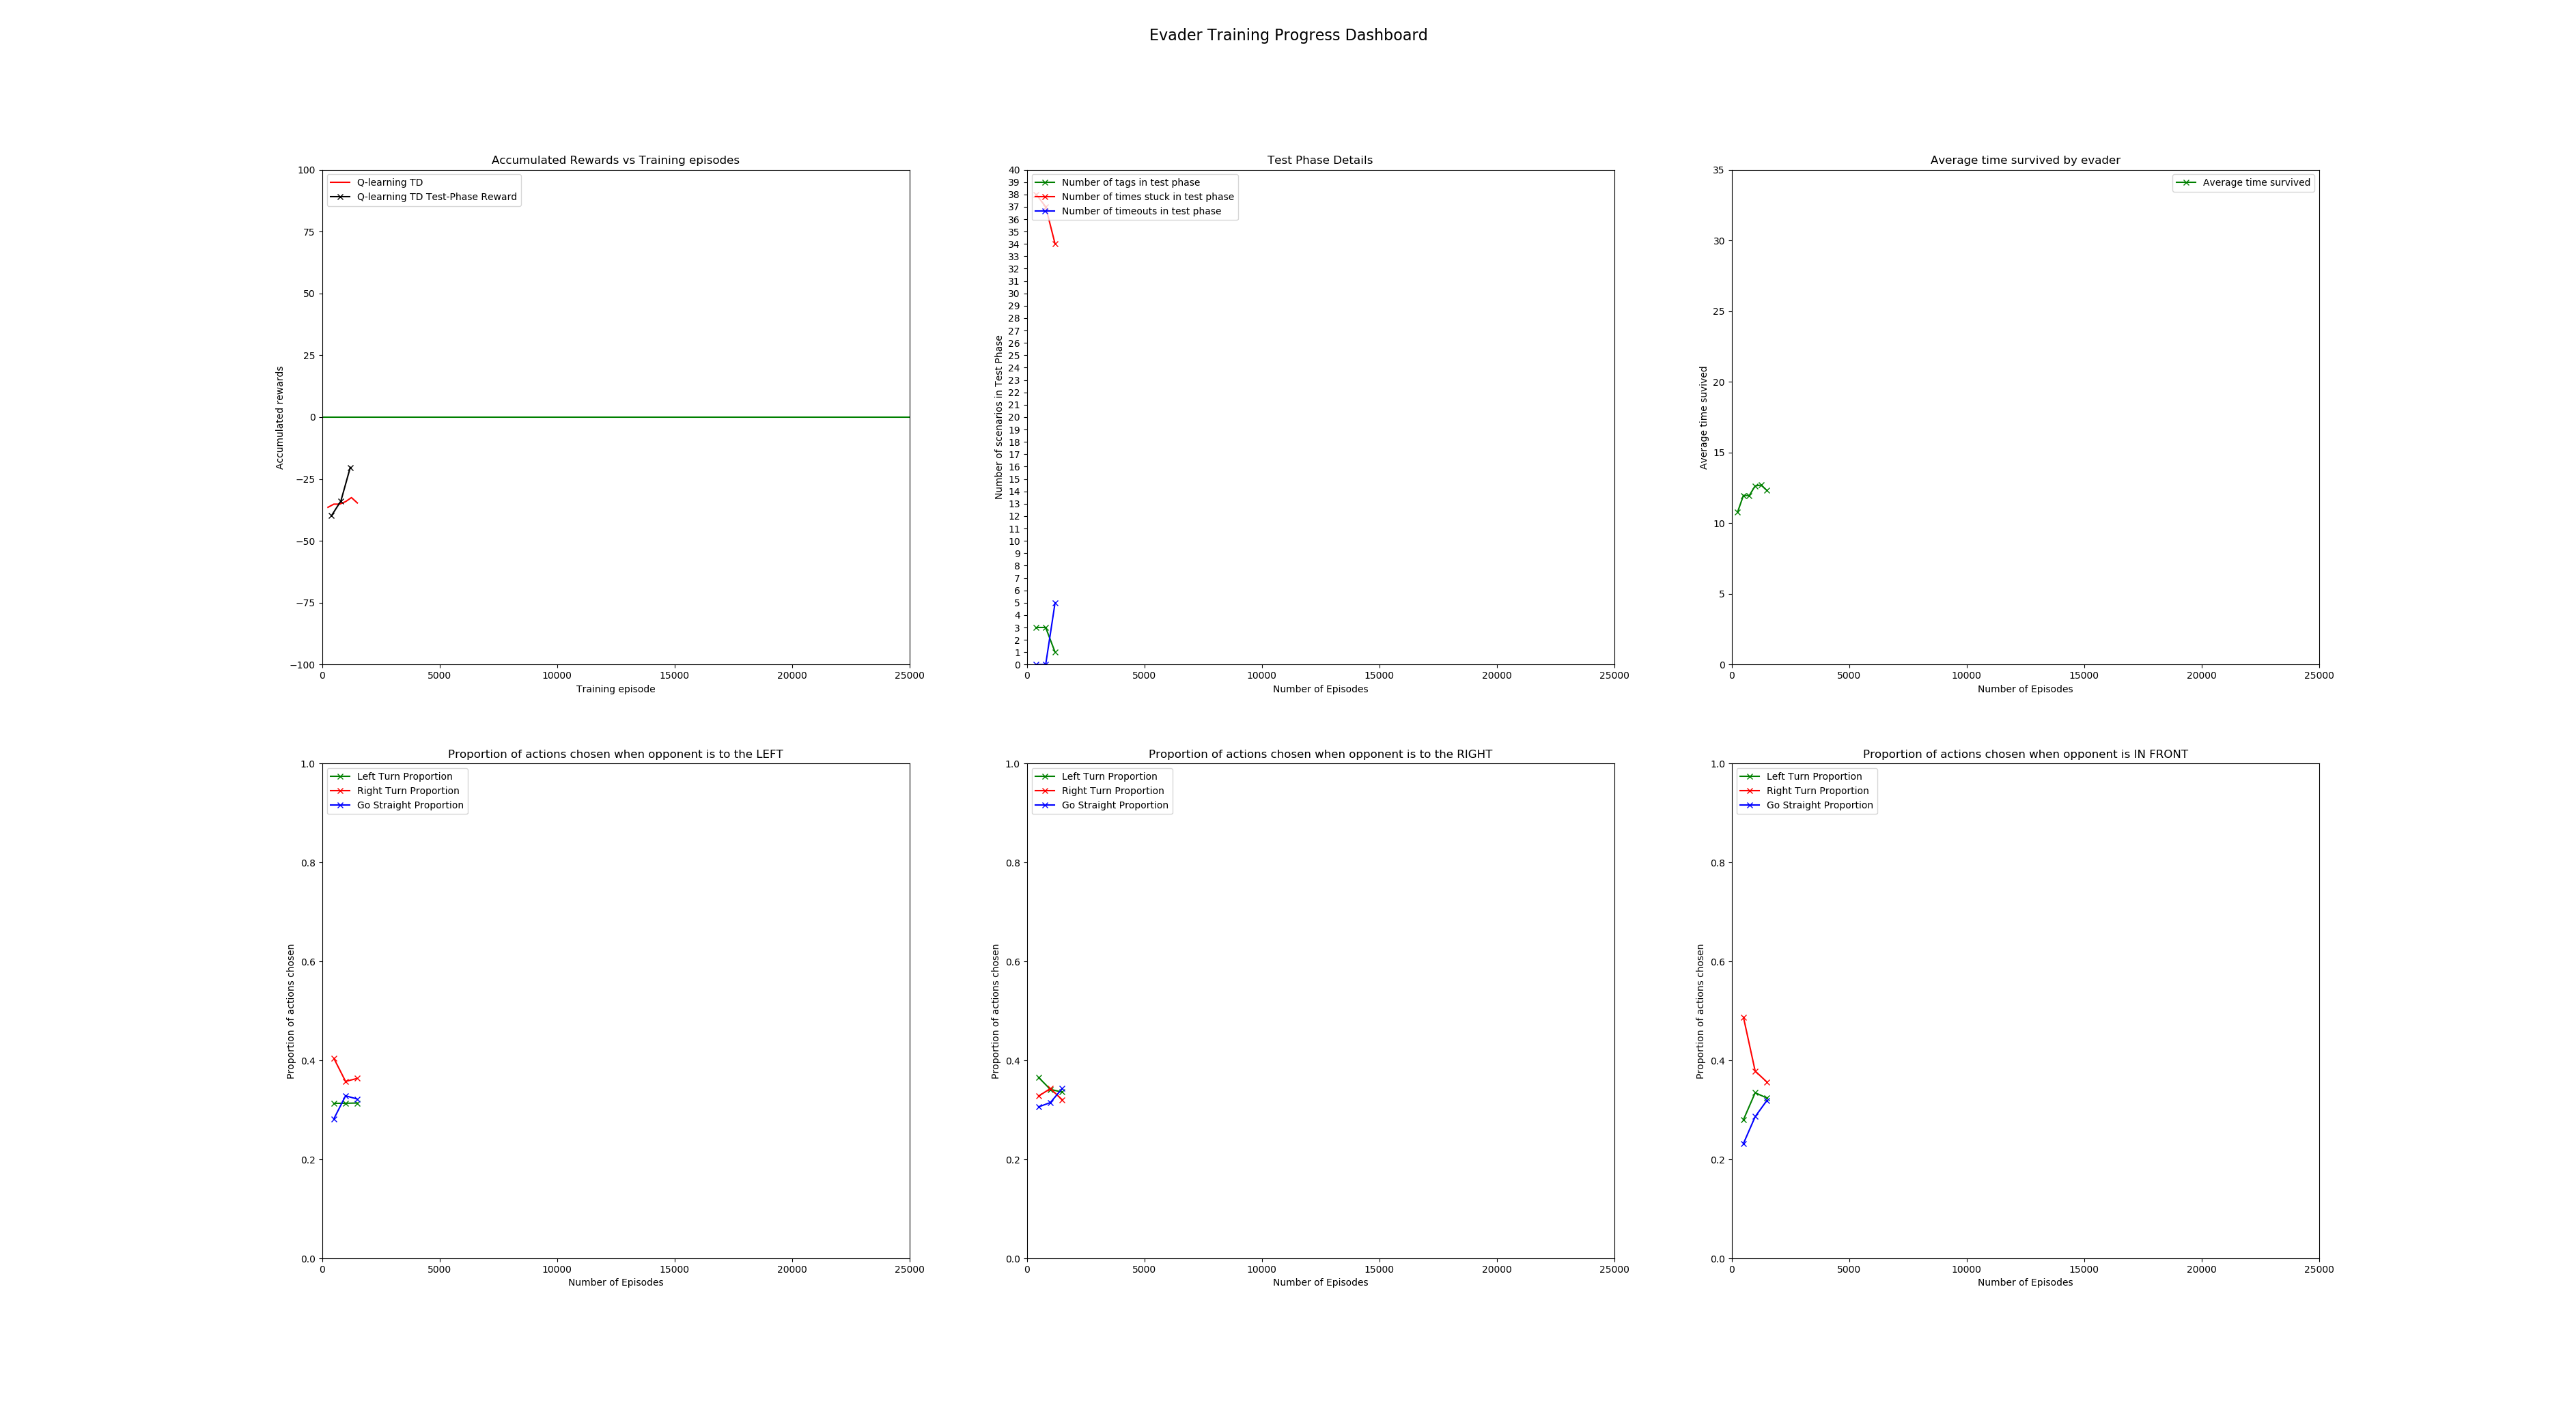 Evader Training Progress Dashboard
Accumulated Rewards vs Training episodes
100
75
50
25
0
−25
−50
−75
−100
Accumulated rewards
Q-learning TD
Q-learning TD Test-Phase Reward
0 5000 10000 15000 20000 25000
Training episode
Test Phase Details
40
39
38
37
36
35
34
33
32
31
30
29
28
27
26
25
24
23
22
21
20
19
18
17
16
15
14
13
12
11
10
9
8
7
6
5
4
3
2
1
0
Number of scenarios in Test Phase
Number of tags in test phase
Number of times stuck in test phase
Number of timeouts in test phase
0 5000 10000 15000 20000 25000
Number of Episodes
Average time survived by evader
35
30
25
20
15
10
5
0
Average time survived
Average time survived
0 5000 10000 15000 20000 25000
Number of Episodes
Proportion of actions chosen when opponent is to the LEFT
1.0
0.8
0.6
0.4
0.2
0.0
Proportion of actions chosen
Left Turn Proportion
Right Turn Proportion
Go Straight Proportion
0 5000 10000 15000 20000 25000
Number of Episodes
Proportion of actions chosen when opponent is to the RIGHT
1.0
0.8
0.6
0.4
0.2
0.0
Proportion of actions chosen
Left Turn Proportion
Right Turn Proportion
Go Straight Proportion
0 5000 10000 15000 20000 25000
Number of Episodes
Proportion of actions chosen when opponent is IN FRONT
1.0
0.8
0.6
0.4
0.2
0.0
Proportion of actions chosen
Left Turn Proportion
Right Turn Proportion
Go Straight Proportion
0 5000 10000 15000 20000 25000
Number of Episodes